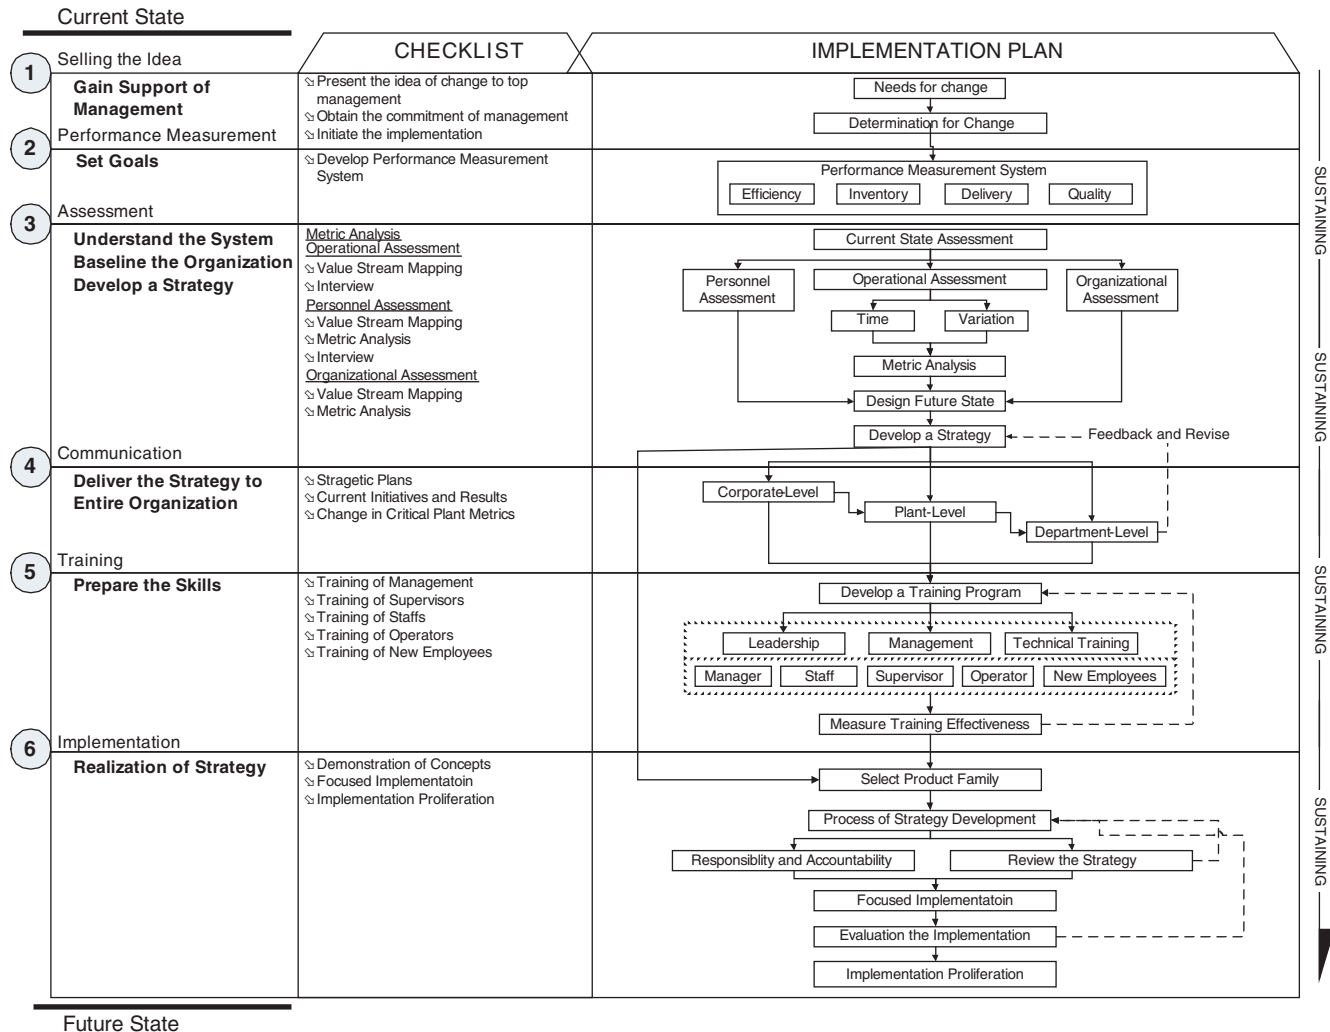 Current State
CHECKLIST
IMPLEMENTATION PLAN
1
Selling the Idea
Gain Support of
Management
Present the idea of change to top
management
Obtain the commitment of management
Initiate the implementation
Needs for change
Determination for Change
2
Performance Measurement
Set Goals
Develop Performance Measurement
System
Performance Measurement System
Efficiency
Inventory
Delivery
Quality
3
Assessment
Understand the System
Baseline the Organization
Develop a Strategy
Metric Analysis
Operational Assessment
Value Stream Mapping
Interview
Personnel Assessment
Value Stream Mapping
Metric Analysis
Interview
Organizational Assessment
Value Stream Mapping
Metric Analysis
Current State Assessment
Personnel
Assessment
Operational Assessment
Organizational
Assessment
Time
Variation
Metric Analysis
Design Future State
Develop a Strategy
Feedback and Revise
4
Communication
Deliver the Strategy to
Entire Organization
Stragetic Plans
Current Initiatives and Results
Change in Critical Plant Metrics
Corporate-Level
Plant-Level
Department-Level
5
Training
Prepare the Skills
Training of Management
Training of Supervisors
Training of Staffs
Training of Operators
Training of New Employees
Develop a Training Program
Leadership
Management
Technical Training
Manager
Staff
Supervisor
Operator
New Employees
Measure Training Effectiveness
6
Implementation
Realization of Strategy
Demonstration of Concepts
Focused Implementatoin
Implementation Proliferation
Select Product Family
Process of Strategy Development
Responsiblity and Accountability
Review the Strategy
Focused Implementatoin
Evaluation the Implementation
Implementation Proliferation
SUSTAINING
SUSTAINING
SUSTAINING
SUSTAINING
Future State